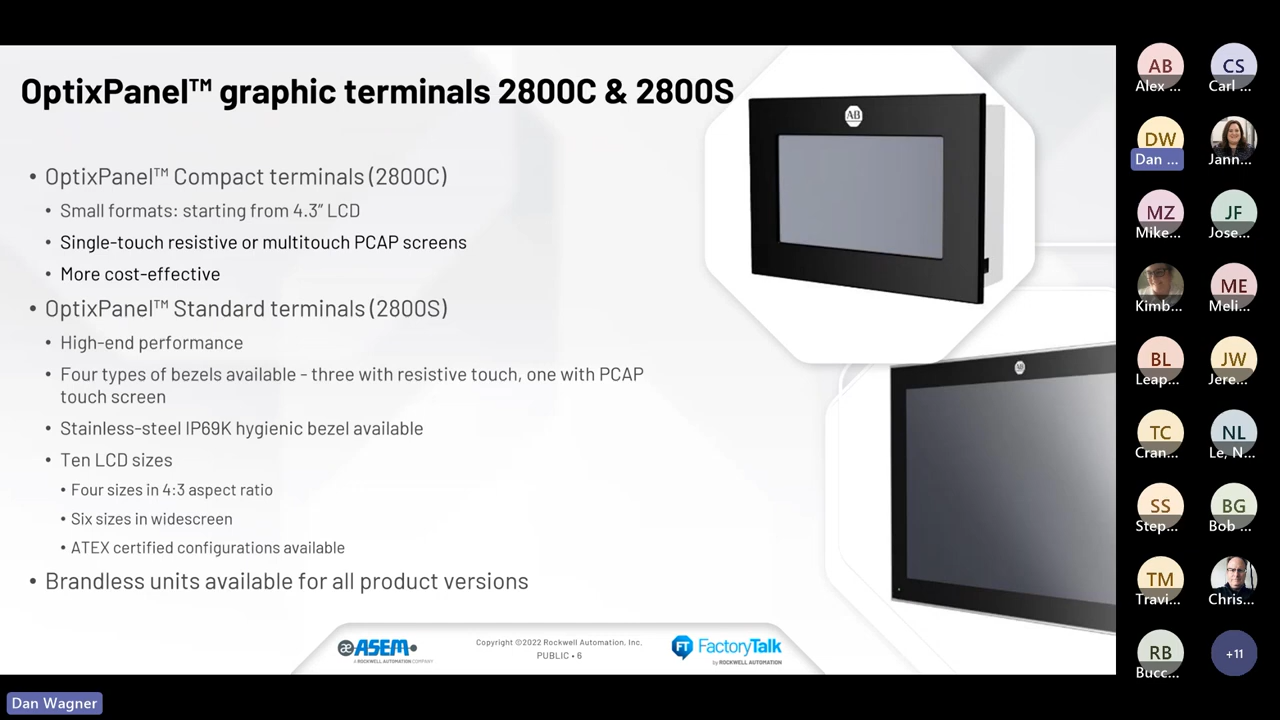 OptixPanel™ graphic terminals 2800C & 2800S
AB
• OptixPanel™ Compact terminals (2800C)
• Small formats: starting from 4.3" LCD
• Single-touch resistive or multitouch PCAP screens
• More cost-effective
• OptixPanel™ Standard terminals (2800S)
• High-end performance
• Four types of bezels available - three with resistive touch, one with PCAP
touch screen
• Stainless-steel IP69K hygienic bezel available
• Ten LCD sizes
• Four sizes in 4:3 aspect ratio
• Six sizes in widescreen
• ATEX certified configurations available
• Brandless units available for all product versions
AB
æ ASEM
A ROCKWELL AUTOMATION COMPANY
Copyright ©2022 Rockwell Automation, Inc.
PUBLIC • 6
FT FactoryTalk
by ROCKWELL AUTOMATION
AB
Alex ...
CS
Carl ...
DW
Dan ...
Jann...
MZ
Mike...
JF
Jose...
Kimb...
ME
Meli...
BL
Leap...
JW
Jere...
TC
Cran...
NL
Le, N...
SS
Step...
BG
Bob ...
TM
Travi...
Chris...
RB
Bucc...
+11
Dan Wagner